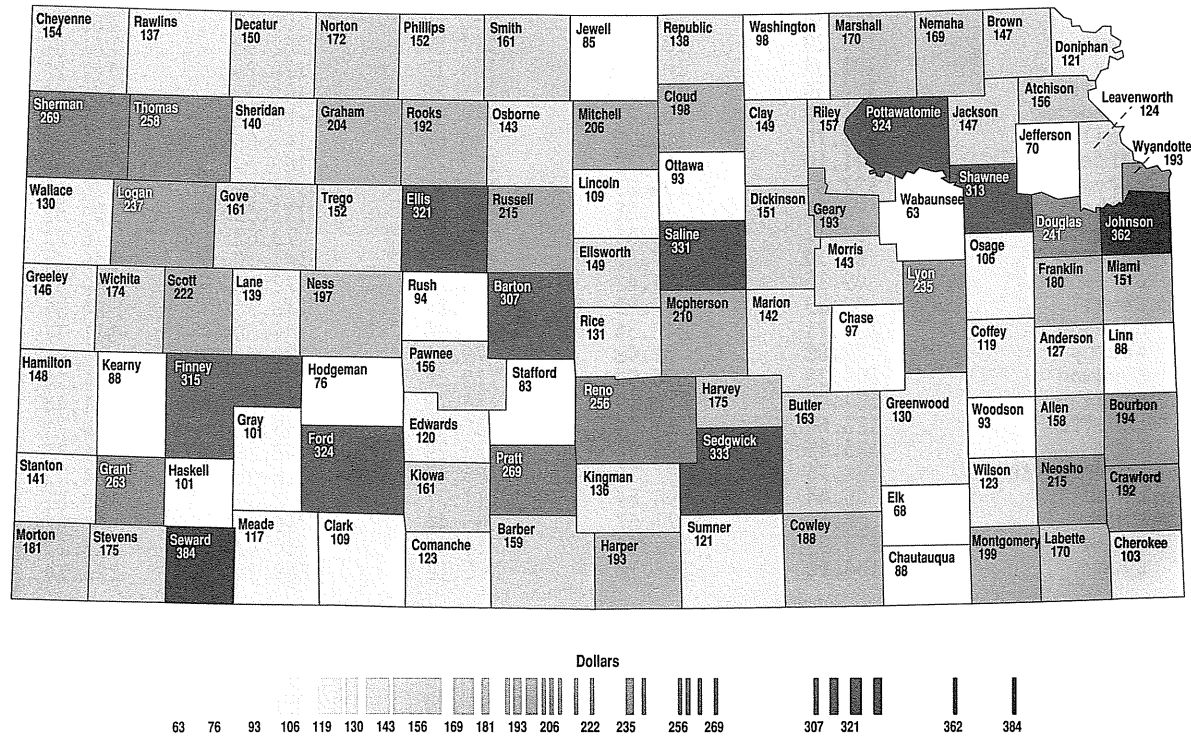 Cheyenne
154
Rawlins
137
Decatur
150
Norton
172
Phillips
152
Smith
161
Jewell
85
Republic
138
Washington
98
Marshall
170
Nemaha
169
Brown
147
Doniphan
121
Sherman
269
Thomas
258
Sheridan
140
Graham
204
Rooks
192
Osborne
143
Mitchell
206
Cloud
198
Clay
149
Riley
157
Pottawatomie
324
Jackson
147
Atchison
156
Leavenworth
124
Jefferson
70
Wyandotte
193
Ottawa
93
Wallace
130
Logan
237
Gove
161
Trego
152
Ellis
321
Russell
215
Lincoln
109
Saline
331
Dickinson
151
Geary
193
Wabaunsee
63
Shawnee
313
Douglas
241
Johnson
362
Ellsworth
149
Morris
143
Osage
106
Lyon
235
Franklin
180
Miami
151
Greeley
146
Wichita
174
Scott
222
Lane
139
Ness
197
Rush
94
Barton
307
Rice
131
Mcpherson
210
Marion
142
Chase
97
Coffey
119
Anderson
127
Linn
88
Hamilton
148
Kearny
88
Finney
315
Hodgeman
76
Pawnee
156
Stafford
83
Reno
256
Harvey
175
Butler
163
Greenwood
130
Woodson
93
Allen
158
Bourbon
194
Gray
101
Ford
324
Edwards
120
Sedgwick
333
Stanton
141
Grant
263
Haskell
101
Kiowa
161
Pratt
269
Kingman
136
Elk
68
Wilson
123
Neosho
215
Crawford
192
Morton
181
Stevens
175
Seward
384
Meade
117
Clark
109
Comanche
123
Barber
159
Harper
193
Sumner
121
Cowley
188
Chautauqua
88
Montgomery
199
Labette
170
Cherokee
103
Dollars
63 76 93 106 119 130 143 156 169 181 193 206 222 235 256 269 307 321 362 384